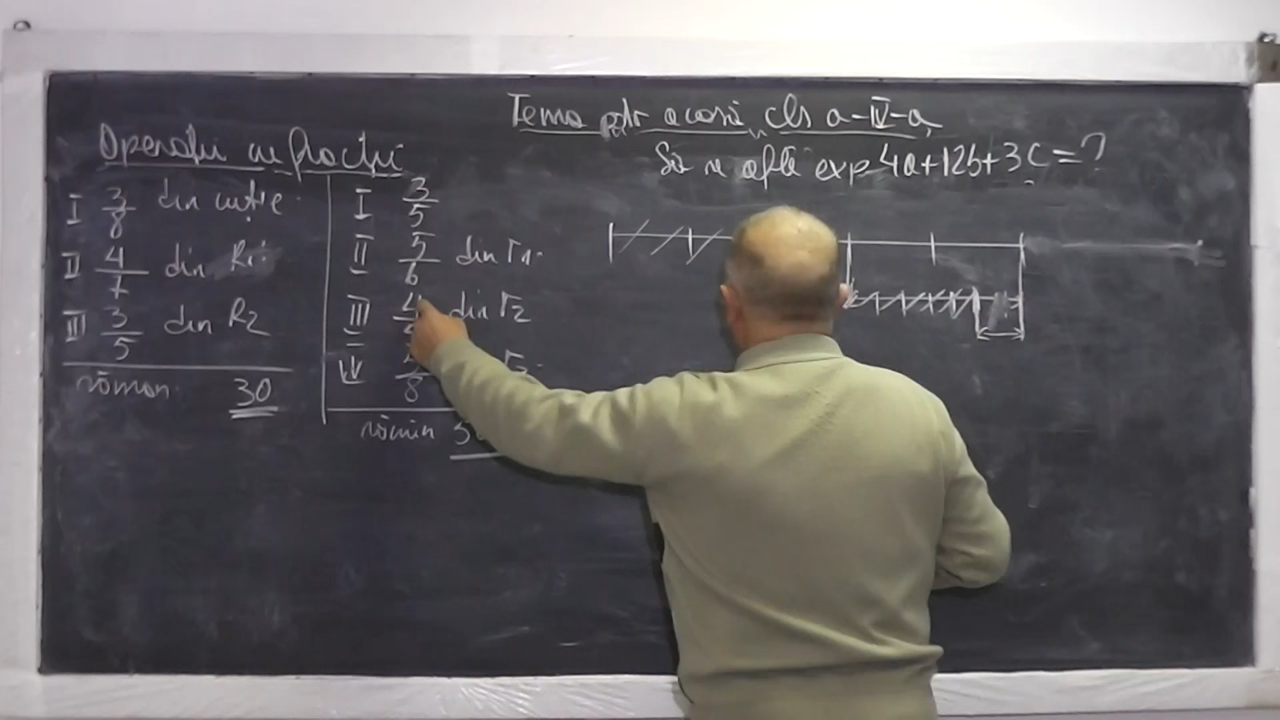 Tema ptr acasă cls a-IV-a
Să se afle exp 4a+12b+3c=?
Operații cu fracții
I 3/8 din cutie
II 4/7 din R1
III 3/5 din R2
rămân 30
I 3/5
II 5/6 din r1
III din r2
IV /8
rămân